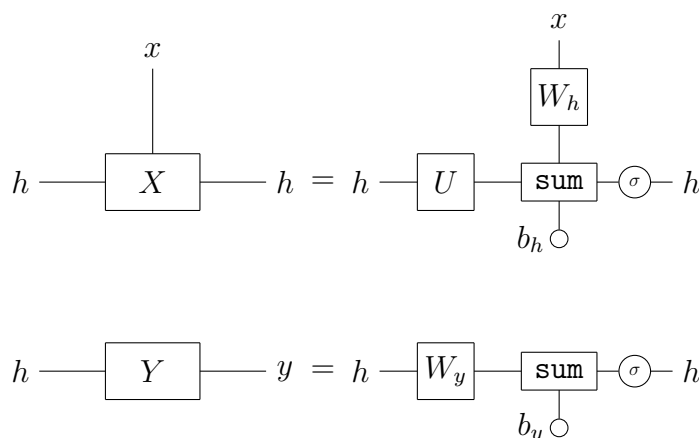 x x
W_h
h X h = h U sum σ h
b_h
h Y y = h W_y sum σ h
b_y